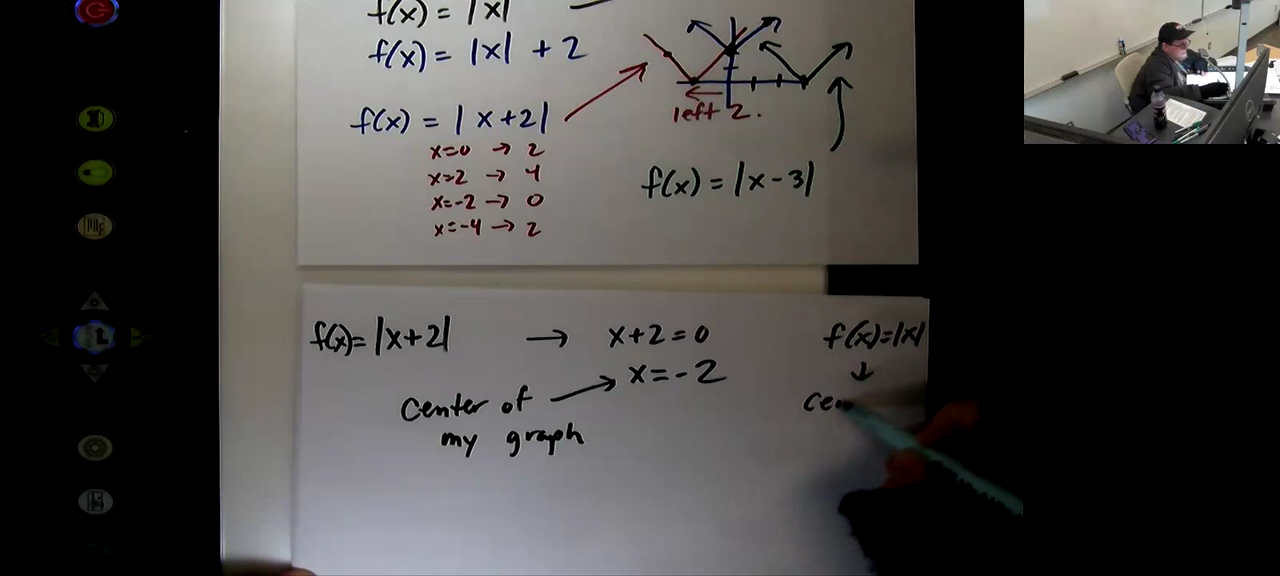 f(x) = |x|
f(x) = |x| + 2
f(x) = |x+2|
x=0 → 2
x=2 → 4
x=-2 → 0
x=-4 → 2
left 2.
f(x) = |x-3|
f(x)= |x+2| → x+2=0
x=-2
center of
my graph
f(x)=|x|
↓
cen